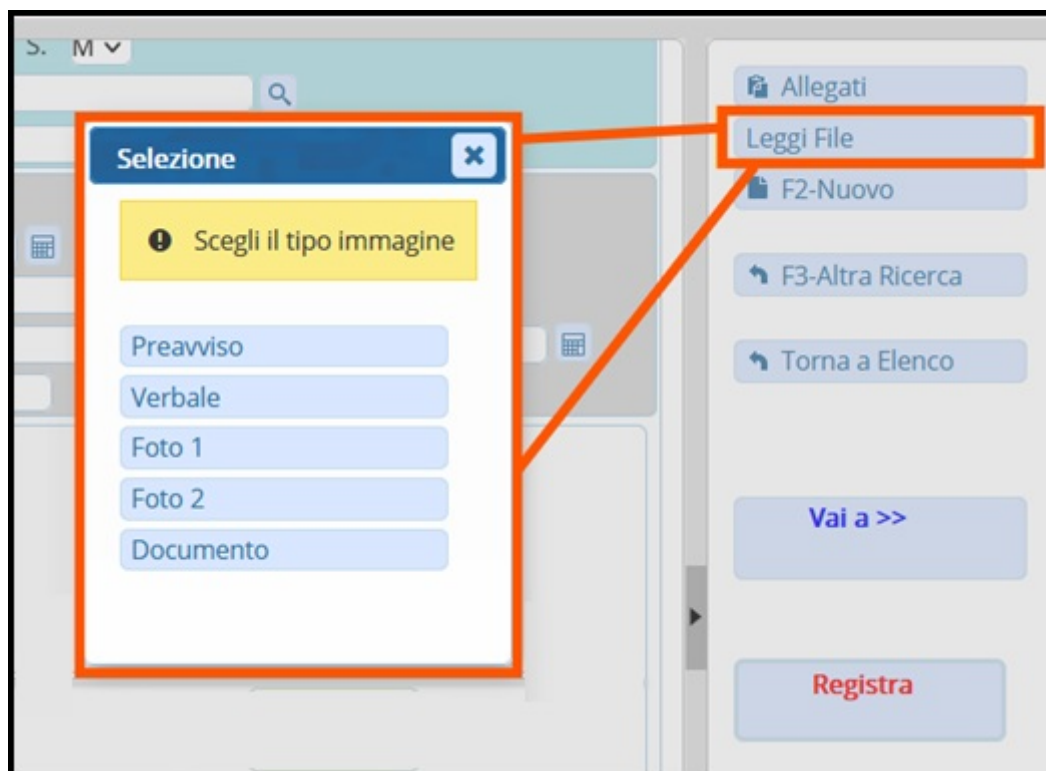 S. M
Selezione
Scegli il tipo immagine
Preavviso
Verbale
Foto 1
Foto 2
Documento
Allegati
Leggi File
F2-Nuovo
F3-Altra Ricerca
Torna a Elenco
Vai a >>
Registra